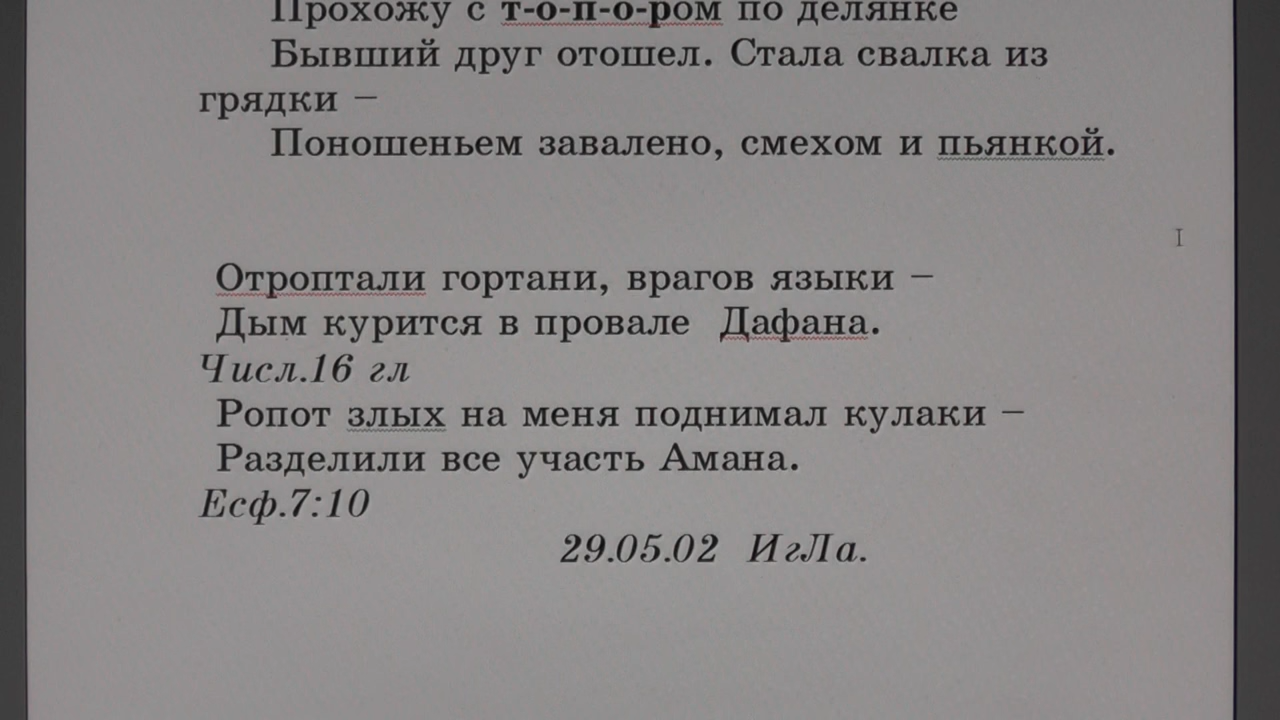 Прохожу с т-о-п-о-ром по делянке
Бывший друг отошел. Стала свалка из
грядки –
Поношеньем завалено, смехом и пьянкой.
Отроптали гортани, врагов языки –
Дым курится в провале Дафана.
Числ.16 гл
Ропот злых на меня поднимал кулаки –
Разделили все участь Амана.
Есф.7:10
29.05.02 ИгЛа.